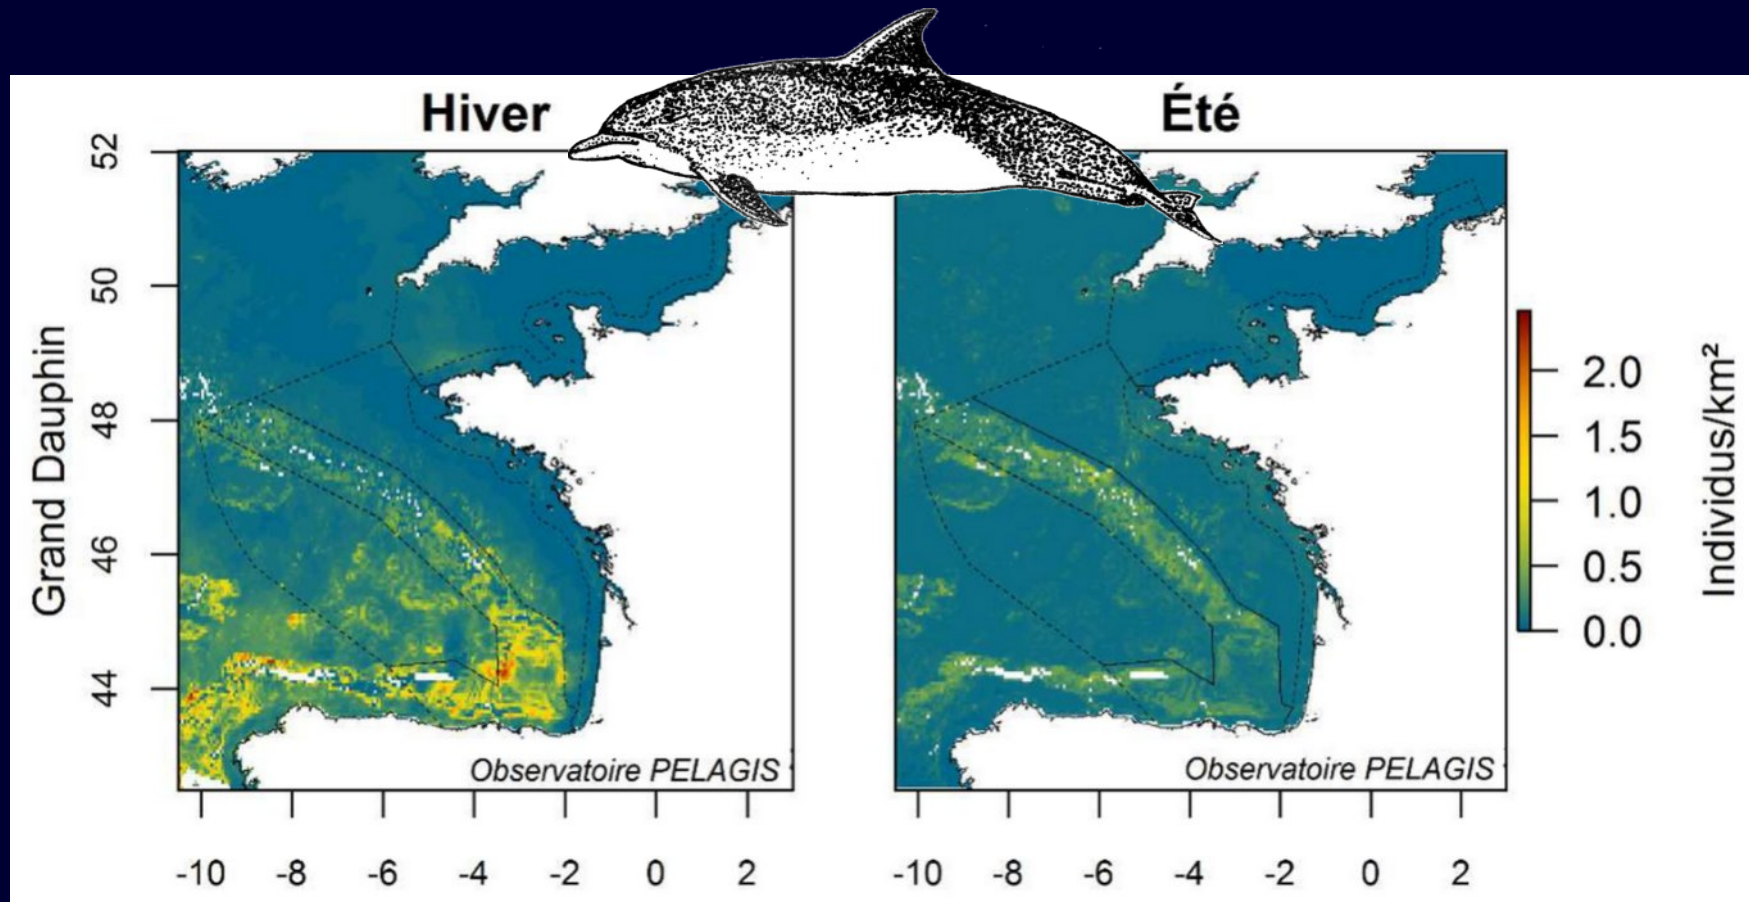 Hiver
Été
Grand Dauphin
52
50
48
46
44
Observatoire PELAGIS
-10 -8 -6 -4 -2 0 2
Observatoire PELAGIS
-10 -8 -6 -4 -2 0 2
2.0
1.5
1.0
0.5
0.0
Individus/km²